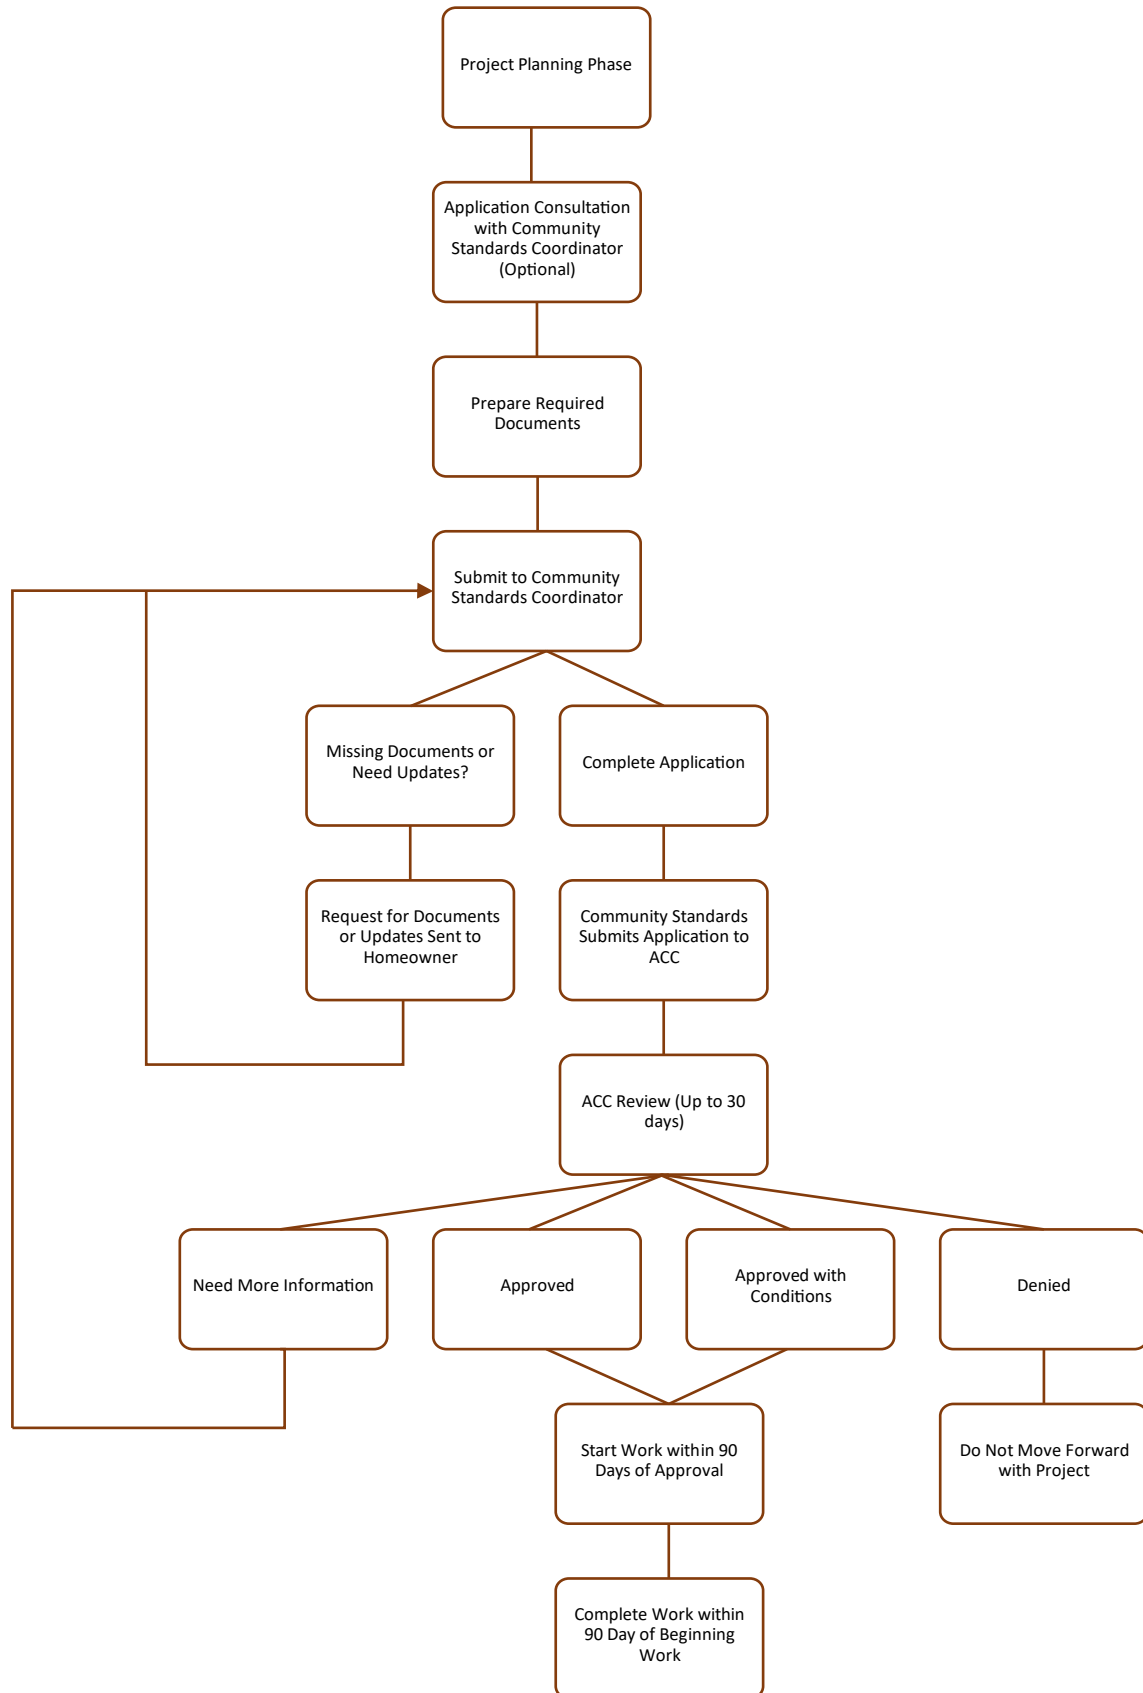 Project Planning Phase
Application Consultation
with Community
Standards Coordinator
(Optional)
Prepare Required
Documents
Submit to Community
Standards Coordinator
Missing Documents or
Need Updates?
Complete Application
Request for Documents
or Updates Sent to
Homeowner
Community Standards
Submits Application to
ACC
ACC Review (Up to 30
days)
Need More Information
Approved
Approved with
Conditions
Denied
Start Work within 90
Days of Approval
Do Not Move Forward
with Project
Complete Work within
90 Day of Beginning
Work